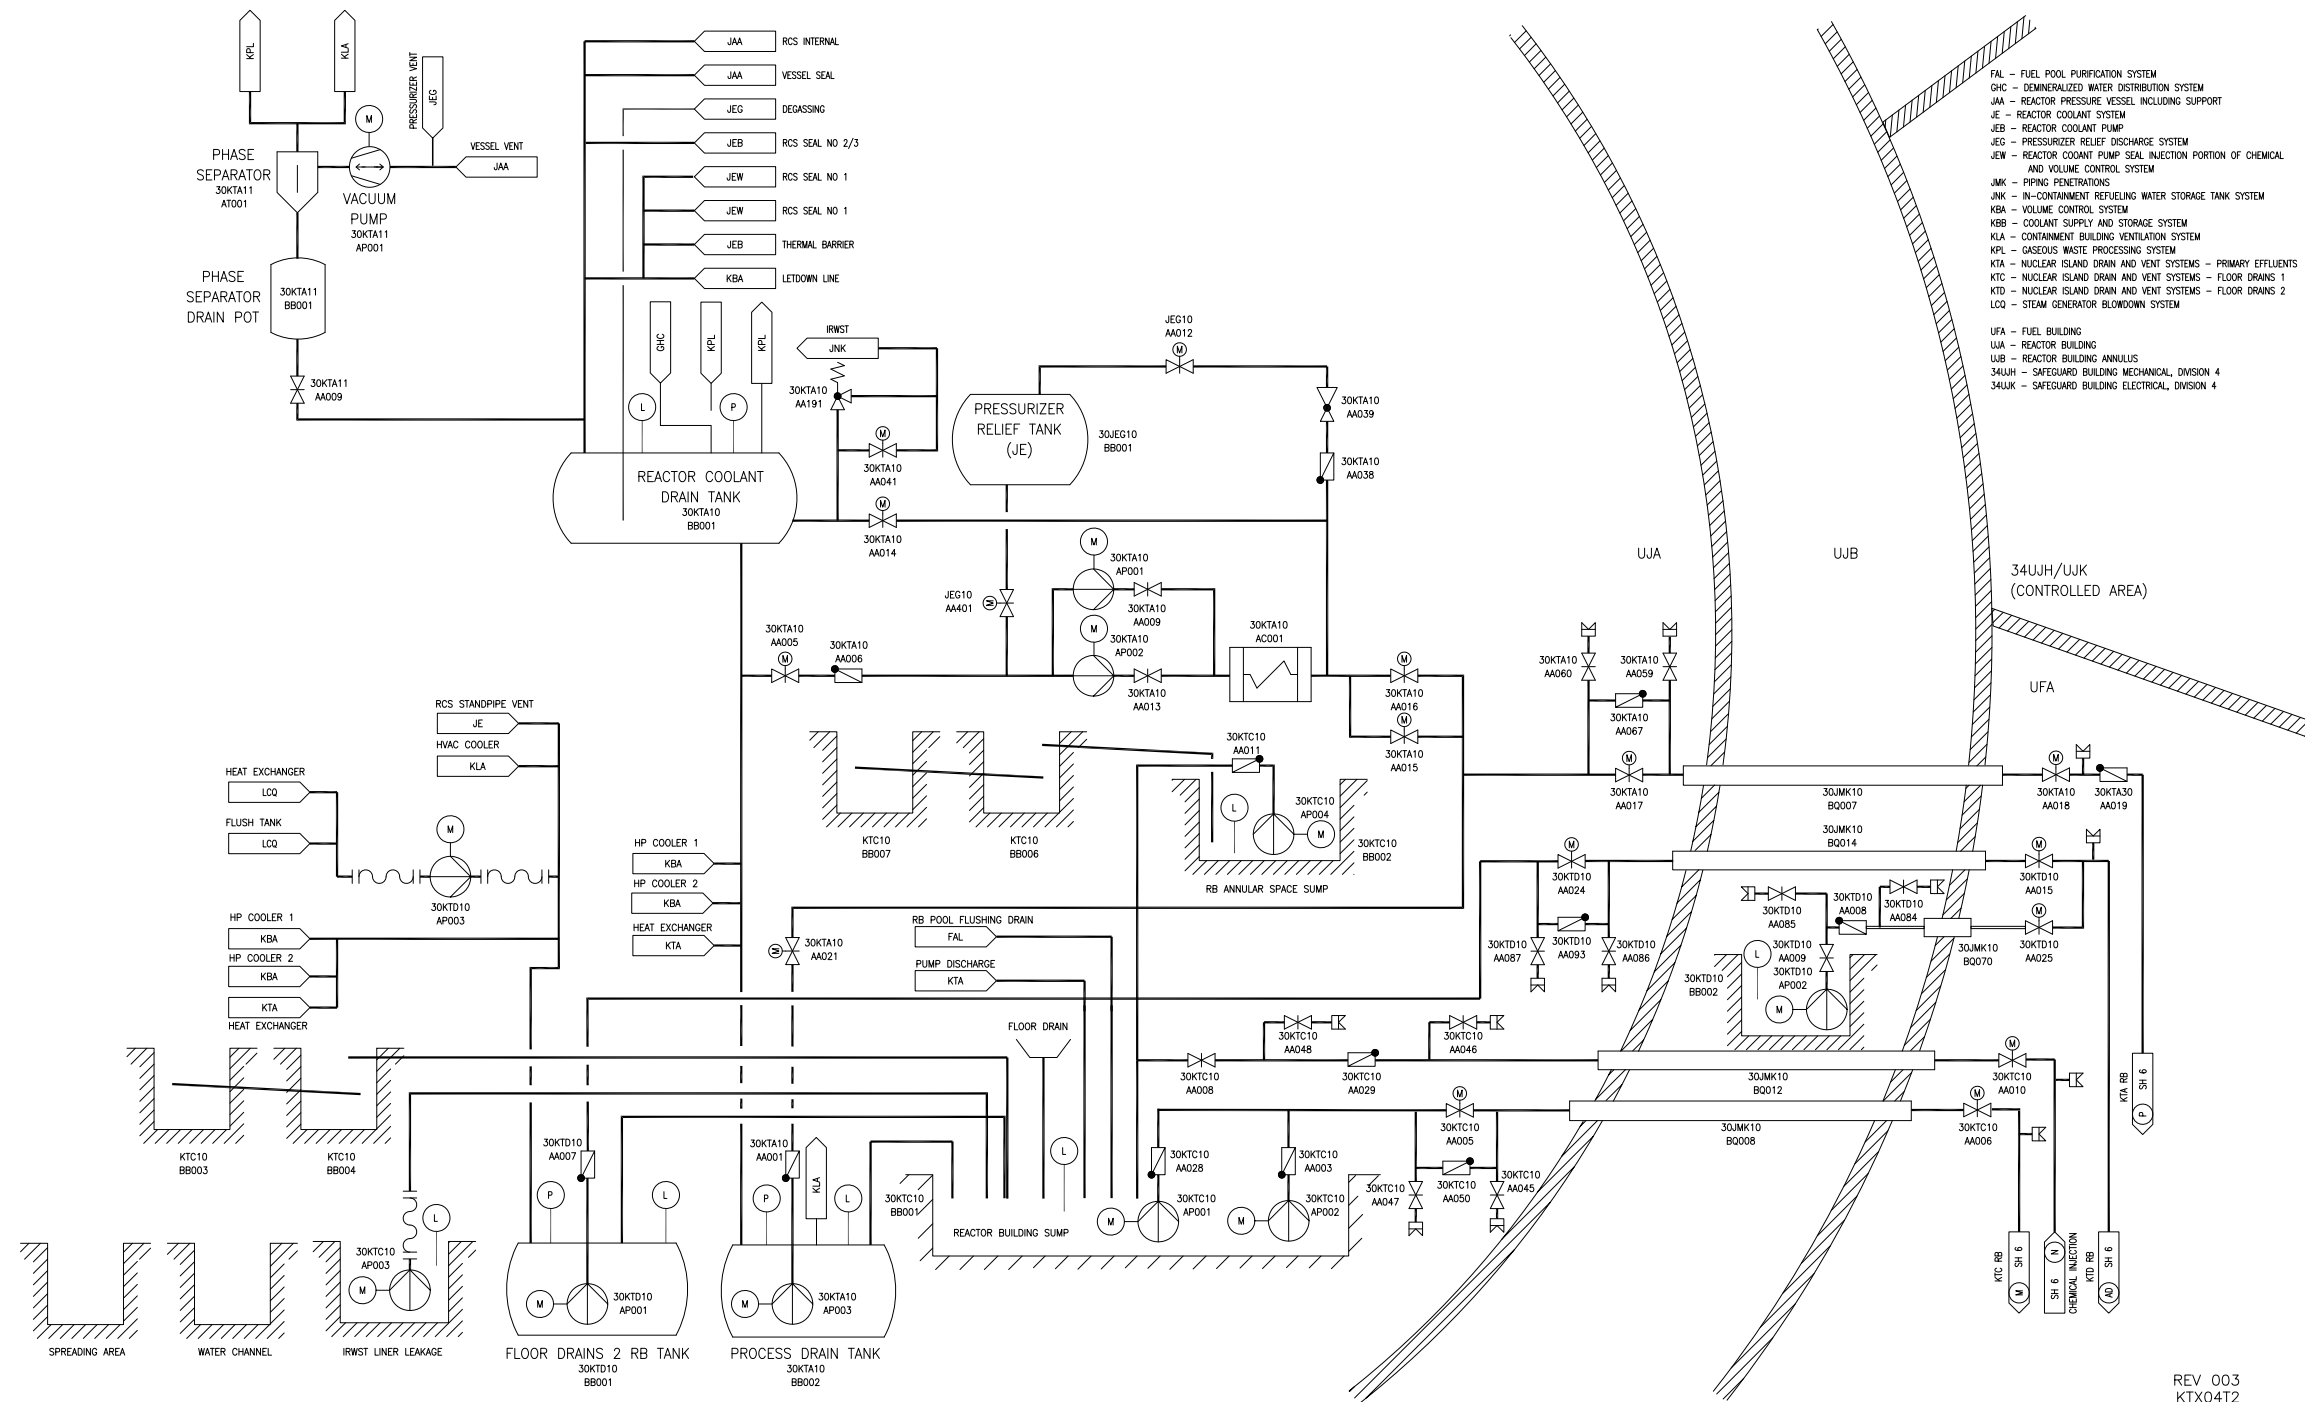 KPL
KLA
PRESSURIZER VENT
JEG
M
VESSEL VENT
JAA
PHASE
SEPARATOR
30KTA11
AT001
VACUUM
PUMP
30KTA11
AP001
PHASE
SEPARATOR
DRAIN POT
30KTA11
BB001
30KTA11
AA009
JAA RCS INTERNAL
JAA VESSEL SEAL
JEG DEGASSING
JEB RCS SEAL NO 2/3
JEW RCS SEAL NO 1
JEW RCS SEAL NO 1
JEB THERMAL BARRIER
KBA LETDOWN LINE
GHC
KPL
KPL
L
P
REACTOR COOLANT
DRAIN TANK
30KTA10
BB001
IRWST
JNK
30KTA10
AA191
M
30KTA10
AA041
M
30KTA10
AA014
PRESSURIZER
RELIEF TANK
(JE)
30JEG10
BB001
JEG10
AA012
M
30KTA10
AA039
30KTA10
AA038
FAL – FUEL POOL PURIFICATION SYSTEM
GHC – DEMINERALIZED WATER DISTRIBUTION SYSTEM
JAA – REACTOR PRESSURE VESSEL INCLUDING SUPPORT
JE – REACTOR COOLANT SYSTEM
JEB – REACTOR COOLANT PUMP
JEG – PRESSURIZER RELIEF DISCHARGE SYSTEM
JEW – REACTOR COOANT PUMP SEAL INJECTION PORTION OF CHEMICAL
AND VOLUME CONTROL SYSTEM
JMK – PIPING PENETRATIONS
JNK – IN–CONTAINMENT REFUELING WATER STORAGE TANK SYSTEM
KBA – VOLUME CONTROL SYSTEM
KBB – COOLANT SUPPLY AND STORAGE SYSTEM
KLA – CONTAINMENT BUILDING VENTILATION SYSTEM
KPL – GASEOUS WASTE PROCESSING SYSTEM
KTA – NUCLEAR ISLAND DRAIN AND VENT SYSTEMS – PRIMARY EFFLUENTS
KTC – NUCLEAR ISLAND DRAIN AND VENT SYSTEMS – FLOOR DRAINS 1
KTD – NUCLEAR ISLAND DRAIN AND VENT SYSTEMS – FLOOR DRAINS 2
LCQ – STEAM GENERATOR BLOWDOWN SYSTEM
UFA – FUEL BUILDING
UJA – REACTOR BUILDING
UJB – REACTOR BUILDING ANNULUS
34UJH – SAFEGUARD BUILDING MECHANICAL, DIVISION 4
34UJK – SAFEGUARD BUILDING ELECTRICAL, DIVISION 4
UJA
UJB
34UJH/UJK
(CONTROLLED AREA)
UFA
M
30KTA10
AP001
JEG10
AA401
M
30KTA10
AA009
M
30KTA10
AP002
30KTA10
AA013
30KTA10
AA005
M
30KTA10
AA006
30KTA10
AC001
M
30KTA10
AA016
M
30KTA10
AA015
30KTA10
AA060
30KTA10
AA059
30KTA10
AA067
M
30KTA10
AA017
30JMK10
BQ007
M
30KTA10
AA018
30KTA30
AA019
RCS STANDPIPE VENT
JE
HVAC COOLER
KLA
HEAT EXCHANGER
LCQ
FLUSH TANK
LCQ
M
30KTD10
AP003
HP COOLER 1
KBA
HP COOLER 2
KBA
KTA
HEAT EXCHANGER
HP COOLER 1
KBA
HP COOLER 2
KBA
HEAT EXCHANGER
KTA
KTC10
BB007
KTC10
BB006
30KTC10
AA011
L
30KTC10
AP004
M
30KTC10
BB002
RB ANNULAR SPACE SUMP
M
30KTA10
AA021
RB POOL FLUSHING DRAIN
FAL
PUMP DISCHARGE
KTA
FLOOR DRAIN
M
30KTD10
AA024
30KTD10
AA087
30KTD10
AA093
30KTD10
AA086
30JMK10
BQ014
M
30KTD10
AA015
30KTD10
AA085
30KTD10
AA008
30KTD10
AA084
30JMK10
BQ070
M
30KTD10
AA025
L
30KTD10
AA009
30KTD10
AP002
M
30KTD10
BB002
30KTC10
AA048
30KTC10
AA046
30KTC10
AA008
30KTC10
AA029
30JMK10
BQ012
M
30KTC10
AA010
M
30KTC10
AA005
30JMK10
BQ008
M
30KTC10
AA006
30KTC10
AA047
30KTC10
AA050
30KTC10
AA045
KTC10
BB003
KTC10
BB004
30KTD10
AA007
30KTA10
AA001
KLA
P
L
P
L
30KTC10
BB001
L
REACTOR BUILDING SUMP
30KTC10
AA028
30KTC10
AA003
M
30KTC10
AP001
M
30KTC10
AP002
L
30KTC10
AP003
M
M
30KTD10
AP001
M
30KTA10
AP003
SPREADING AREA
WATER CHANNEL
IRWST LINER LEAKAGE
FLOOR DRAINS 2 RB TANK
30KTD10
BB001
PROCESS DRAIN TANK
30KTA10
BB002
KTA RB
SH 6
P
KTC RB
SH 6
M
SH 6
N
CHEMICAL INJECTION
KTD RB
SH 6
AD
REV 003
KTX04T2